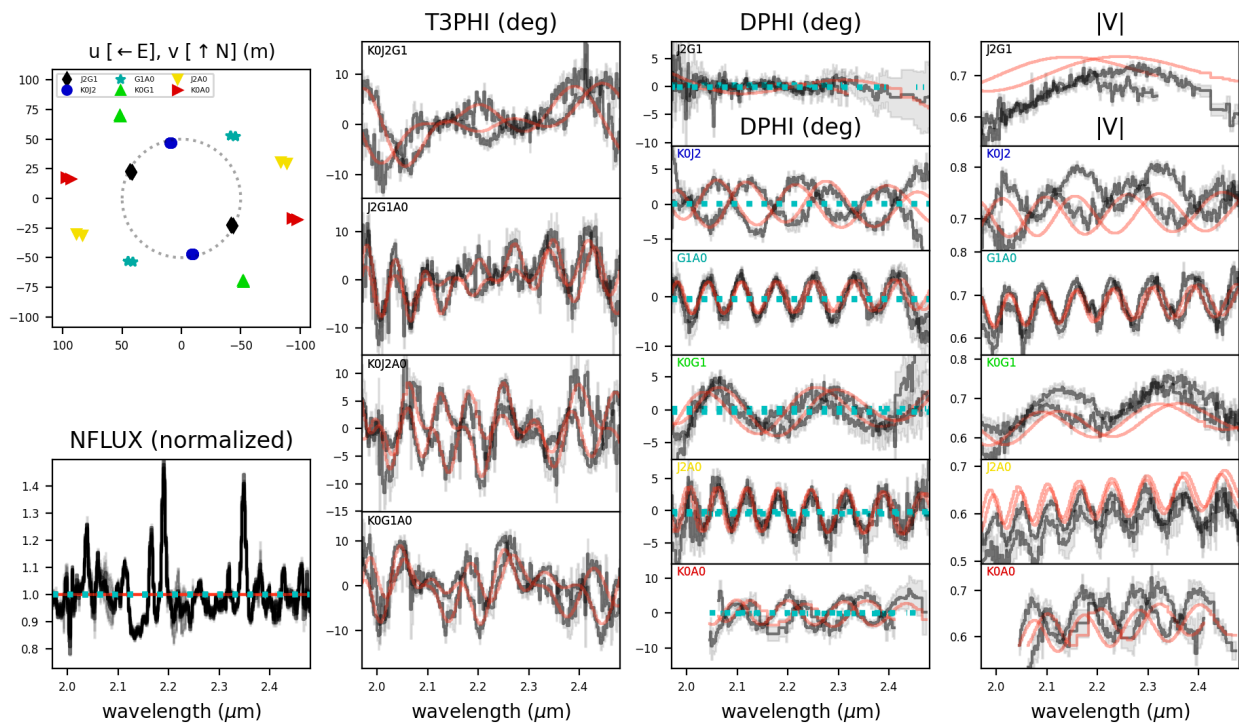 u [←E], v [↑ N] (m)
J2G1 G1A0 J2A0
K0J2 K0G1 K0A0
100
75
50
25
0
−25
−50
−75
−100
100 50 0 −50 −100
NFLUX (normalized)
1.4
1.3
1.2
1.1
1.0
0.9
0.8
2.0 2.1 2.2 2.3 2.4
wavelength (μm)
T3PHI (deg)
K0J2G1
10
0
−10
J2G1A0
10
0
−10
K0J2A0
10
5
0
−5
−10
−15
K0G1A0
10
5
0
−5
−10
2.0 2.1 2.2 2.3 2.4
wavelength (μm)
DPHI (deg)
J2G1
5
0
−5
−10
DPHI (deg)
K0J2
5
0
−5
G1A0
10
0
−10
K0G1
5
0
−5
J2A0
5
0
−5
K0A0
10
0
−10
2.0 2.1 2.2 2.3 2.4
wavelength (μm)
|V|
J2G1
0.7
0.6
|V|
K0J2
0.8
0.7
G1A0
0.8
0.7
0.6
K0G1
0.8
0.7
0.6
J2A0
0.7
0.6
0.5
K0A0
0.7
0.6
2.0 2.1 2.2 2.3 2.4
wavelength (μm)